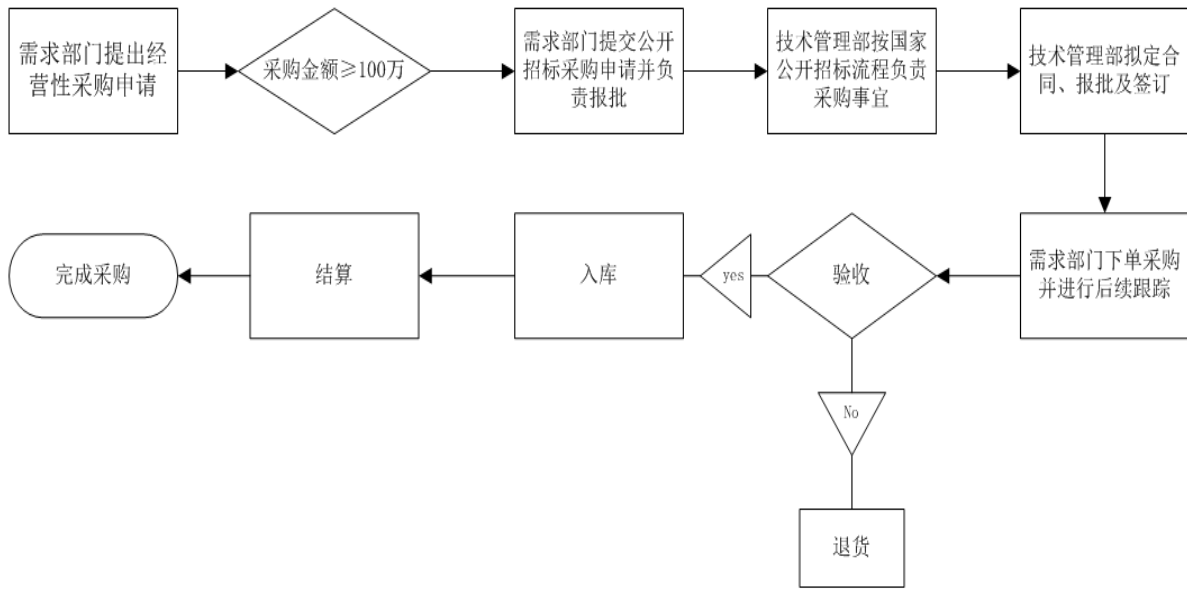 需求部门提出经
营性采购申请
采购金额≥100万
需求部门提交公开
招标采购申请并负
责报批
技术管理部按国家
公开招标流程负责
采购事宜
技术管理部拟定合
同、报批及签订
需求部门下单采购
并进行后续跟踪
验收
yes
入库
结算
完成采购
No
退货